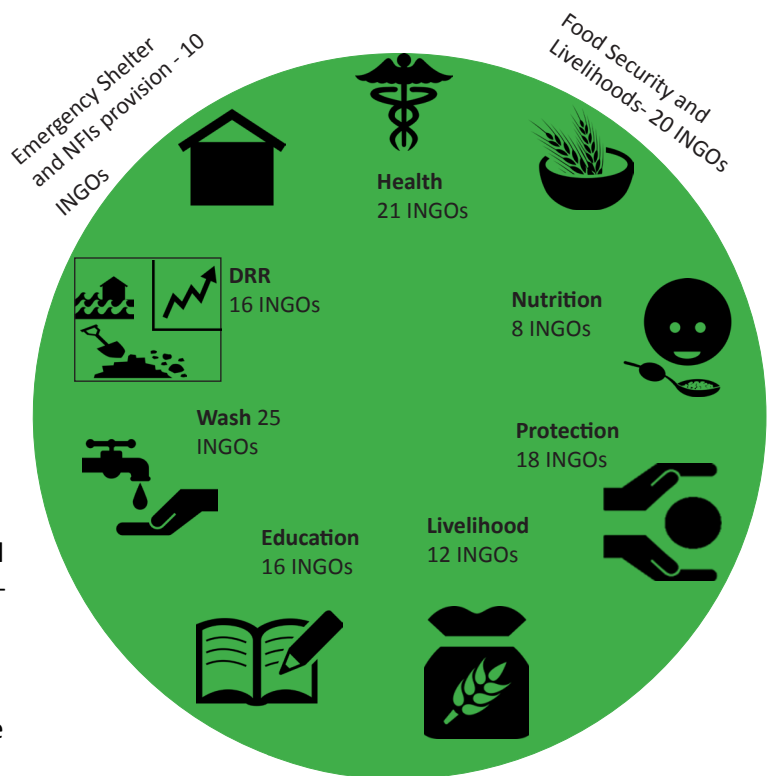 Emergency Shelter
and NFIs provision - 10
INGOs
Food Security and
Livelihoods- 20 INGOs
Health
21 INGOs
DRR
16 INGOs
Nutrition
8 INGOs
Wash 25
INGOs
Protection
18 INGOs
Education
16 INGOs
Livelihood
12 INGOs